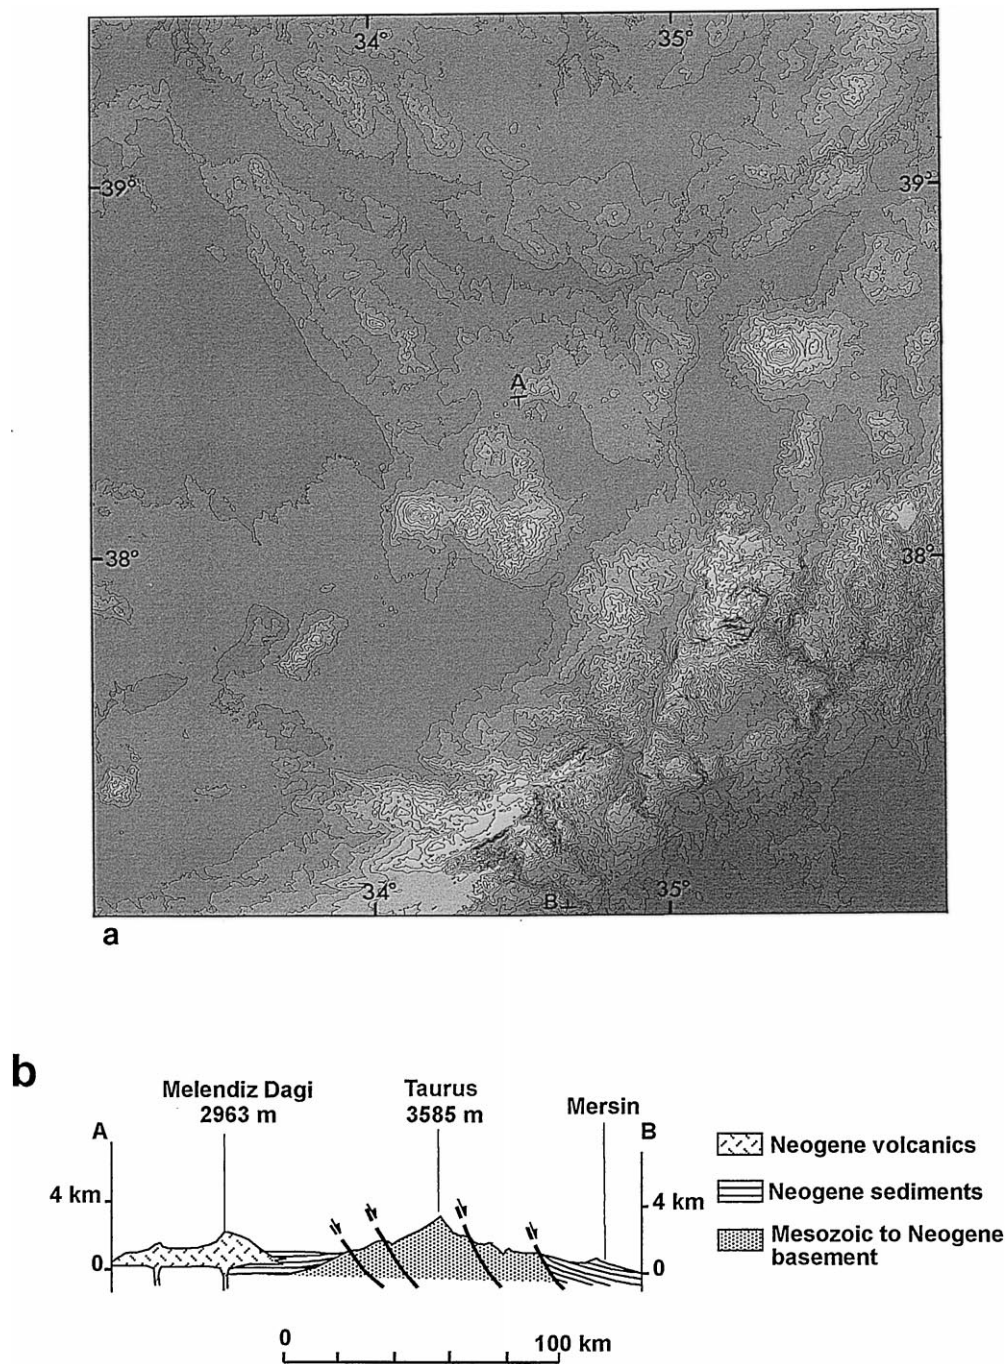 34°
35°
39°
39°
A
38°
38°
34°
35°
B
a
b
Melendiz Dagi
2963 m
Taurus
3585 m
Mersin
A
B
4 km
0
4 km
0
Neogene volcanics
Neogene sediments
Mesozoic to Neogene
basement
0
100 km